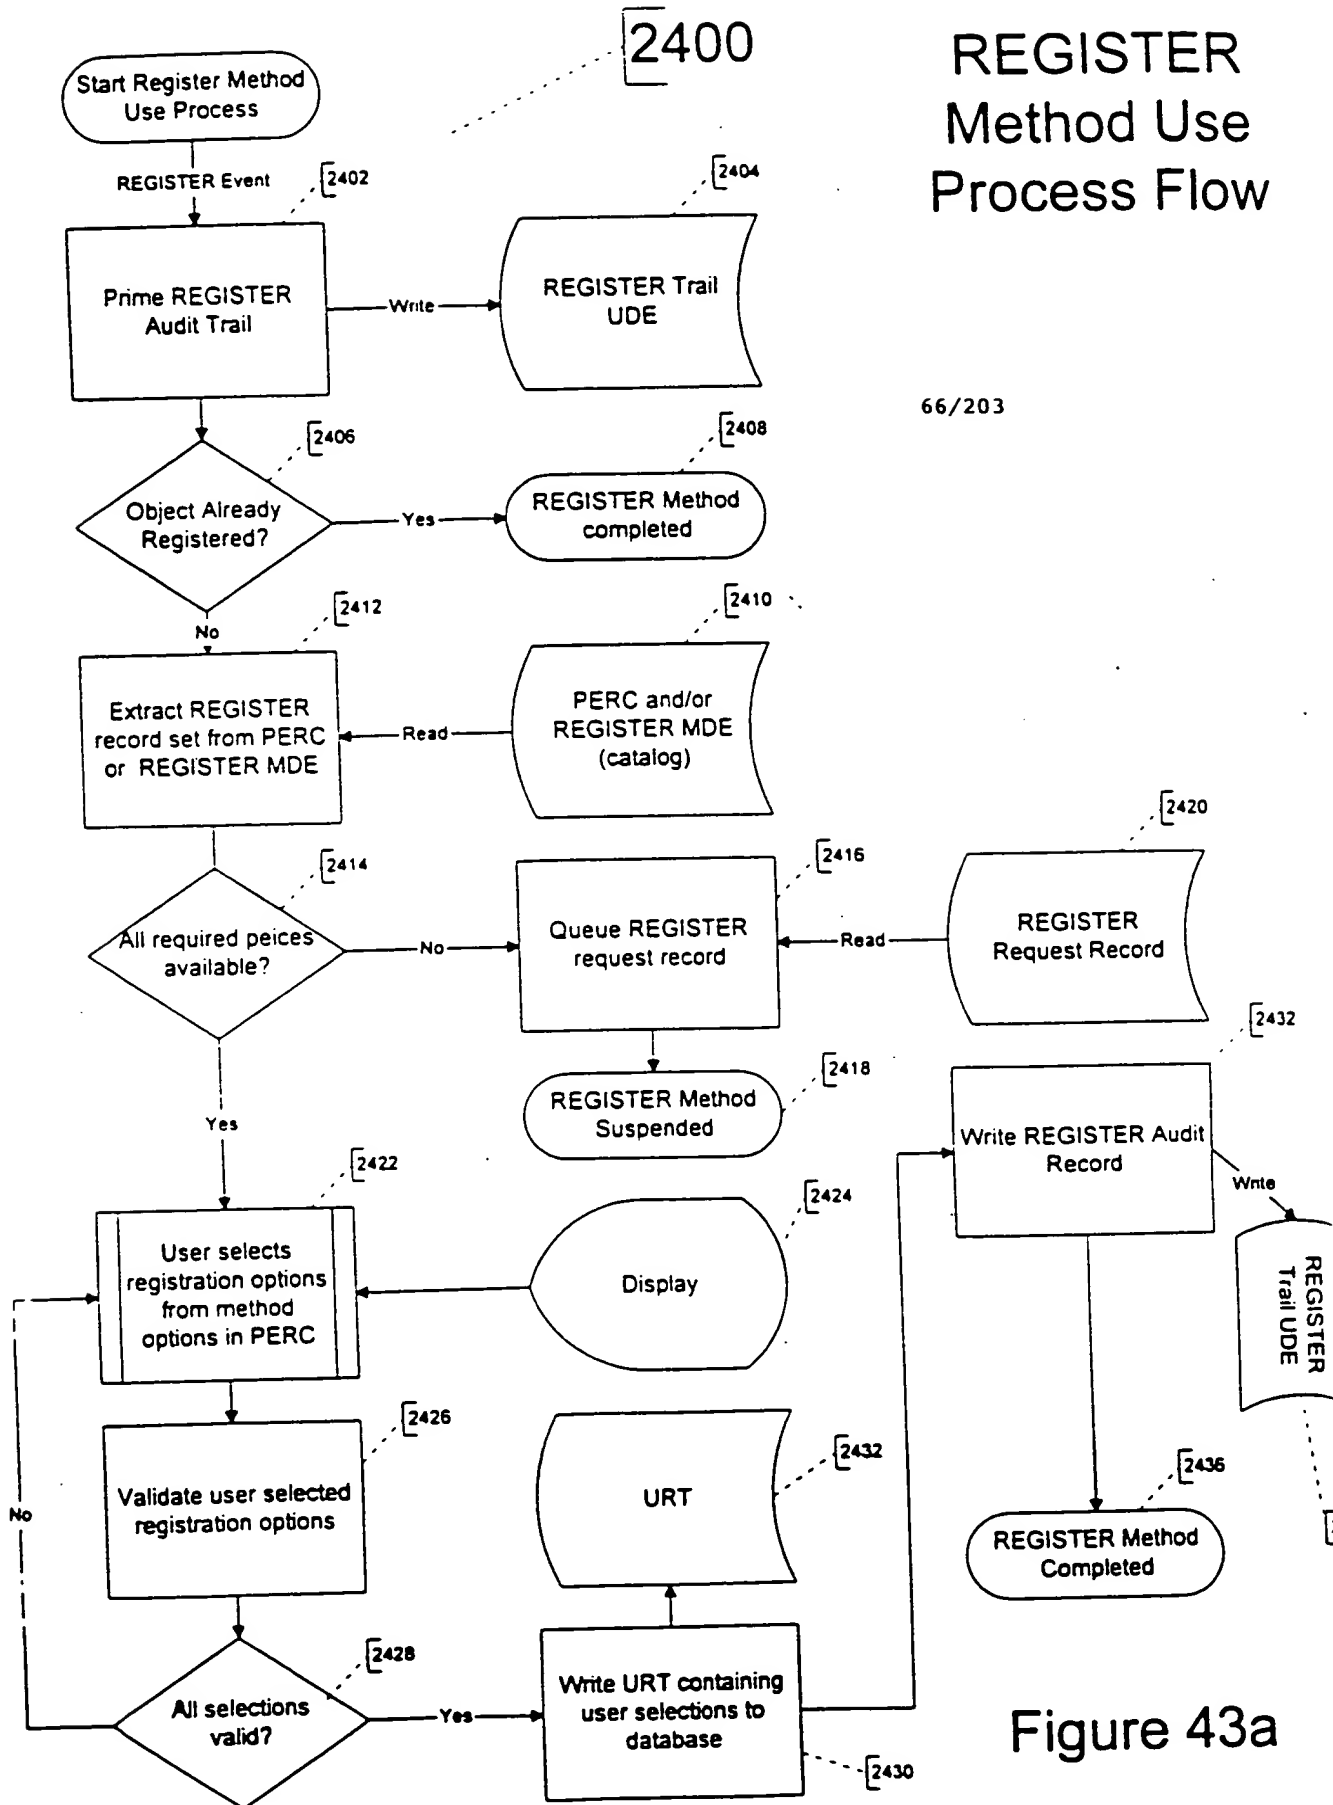 2400
REGISTER
Method Use
Process Flow
Start Register Method
Use Process
REGISTER Event
2402
2404
Prime REGISTER
Audit Trail
Write
REGISTER Trail
UDE
66/203
2406
2408
Object Already
Registered?
Yes
REGISTER Method
completed
No
2412
2410
Extract REGISTER
record set from PERC
or REGISTER MDE
Read
PERC and/or
REGISTER MDE
(catalog)
2414
2416
2420
All required peices
available?
No
Queue REGISTER
request record
Read
REGISTER
Request Record
2418
REGISTER Method
Suspended
2432
Write REGISTER Audit
Record
Write
REGISTER
Trail UDE
Yes
2422
2424
User selects
registration options
from method
options in PERC
Display
2426
2432
Validate user selected
registration options
URT
No
2436
REGISTER Method
Completed
2428
All selections
valid?
Yes
Write URT containing
user selections to
database
2430
Figure 43a